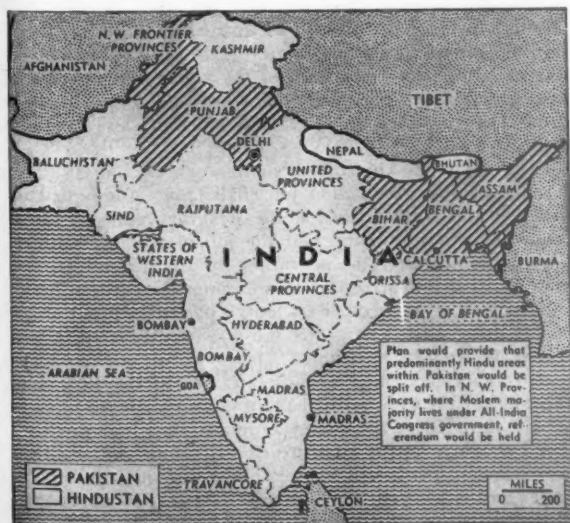 N. W. FRONTIER
PROVINCES
KASHMIR
AFGHANISTAN
TIBET
PUNJAB
DELHI
BALUCHISTAN
NEPAL
BHUTAN
UNITED
PROVINCES
ASSAM
SIND
RAJPUTANA
BIHAR
BENGAL
STATES OF
WESTERN
INDIA
INDIA
CALCUTTA
BURMA
CENTRAL
PROVINCES
ORISSA
BAY OF BENGAL
BOMBAY
HYDERABAD
BOMBAY
ARABIAN SEA
GOA
MADRAS
MYSORE
MADRAS
Plan would provide that
predominantly Hindu areas
within Pakistan would be
split off. In N. W. Prov-
inces, where Moslem ma-
jority lives under All-India
Congress government, ref-
erendum would be held
PAKISTAN
HINDUSTAN
TRAVANCORE
CEYLON
MILES
0 200